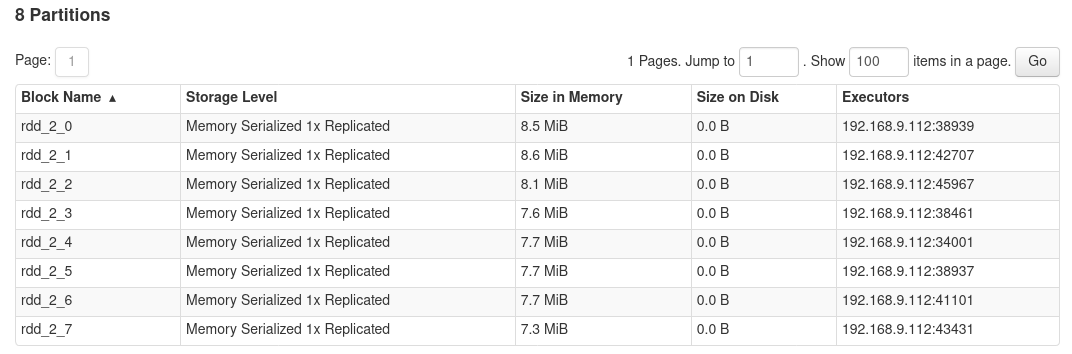 8 Partitions
Page: 1 1 Pages. Jump to 1 . Show 100 items in a page. Go
Block Name ▲ Storage Level Size in Memory Size on Disk Executors
rdd_2_0 Memory Serialized 1x Replicated 8.5 MiB 0.0 B 192.168.9.112:38939
rdd_2_1 Memory Serialized 1x Replicated 8.6 MiB 0.0 B 192.168.9.112:42707
rdd_2_2 Memory Serialized 1x Replicated 8.1 MiB 0.0 B 192.168.9.112:45967
rdd_2_3 Memory Serialized 1x Replicated 7.6 MiB 0.0 B 192.168.9.112:38461
rdd_2_4 Memory Serialized 1x Replicated 7.7 MiB 0.0 B 192.168.9.112:34001
rdd_2_5 Memory Serialized 1x Replicated 7.7 MiB 0.0 B 192.168.9.112:38937
rdd_2_6 Memory Serialized 1x Replicated 7.7 MiB 0.0 B 192.168.9.112:41101
rdd_2_7 Memory Serialized 1x Replicated 7.3 MiB 0.0 B 192.168.9.112:43431